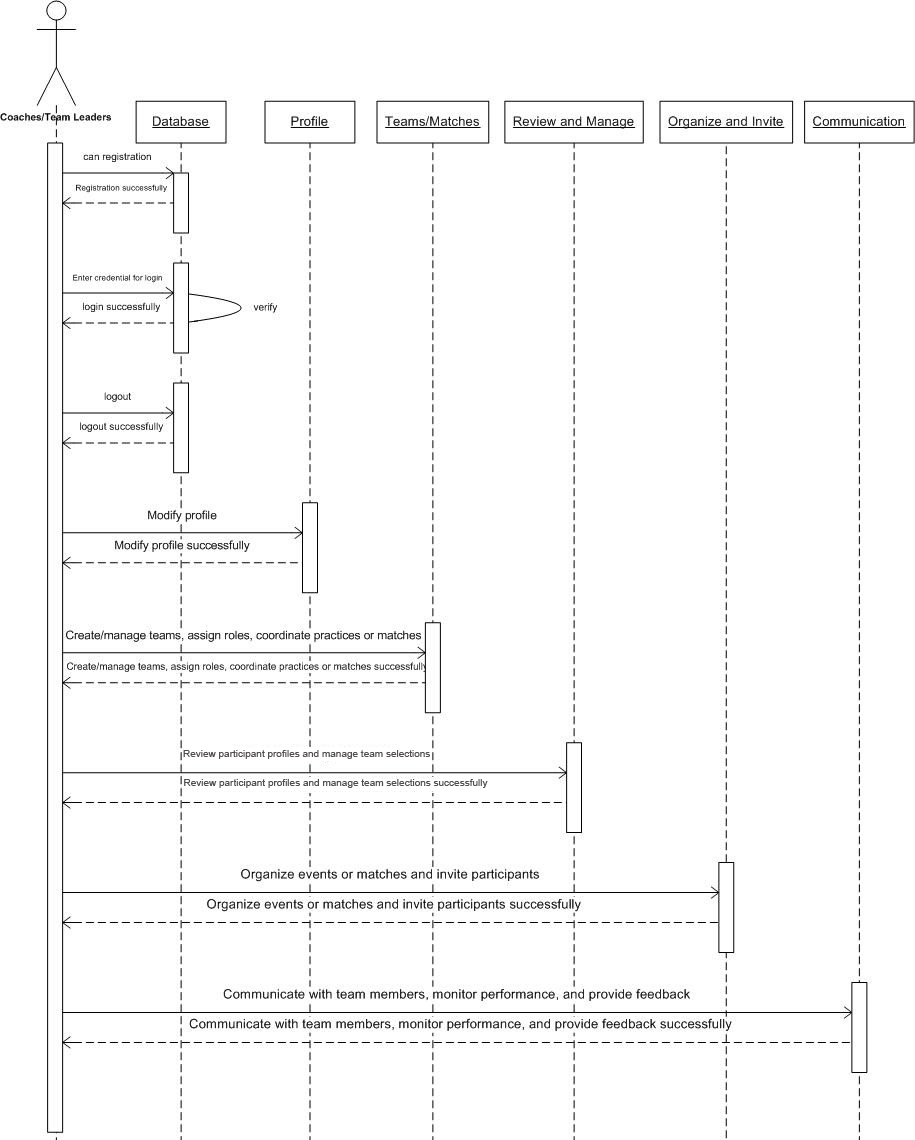 Coaches/Team Leaders
Database
Profile
Teams/Matches
Review and Manage
Organize and Invite
Communication
can registration
Registration successfully
Enter credential for login
login successfully
verify
logout
logout successfully
Modify profile
Modify profile successfully
Create/manage teams, assign roles, coordinate practices or matches
Create/manage teams, assign roles, coordinate practices or matches successfully
Review participant profiles and manage team selections
Review participant profiles and manage team selections successfully
Organize events or matches and invite participants
Organize events or matches and invite participants successfully
Communicate with team members, monitor performance, and provide feedback
Communicate with team members, monitor performance, and provide feedback successfully